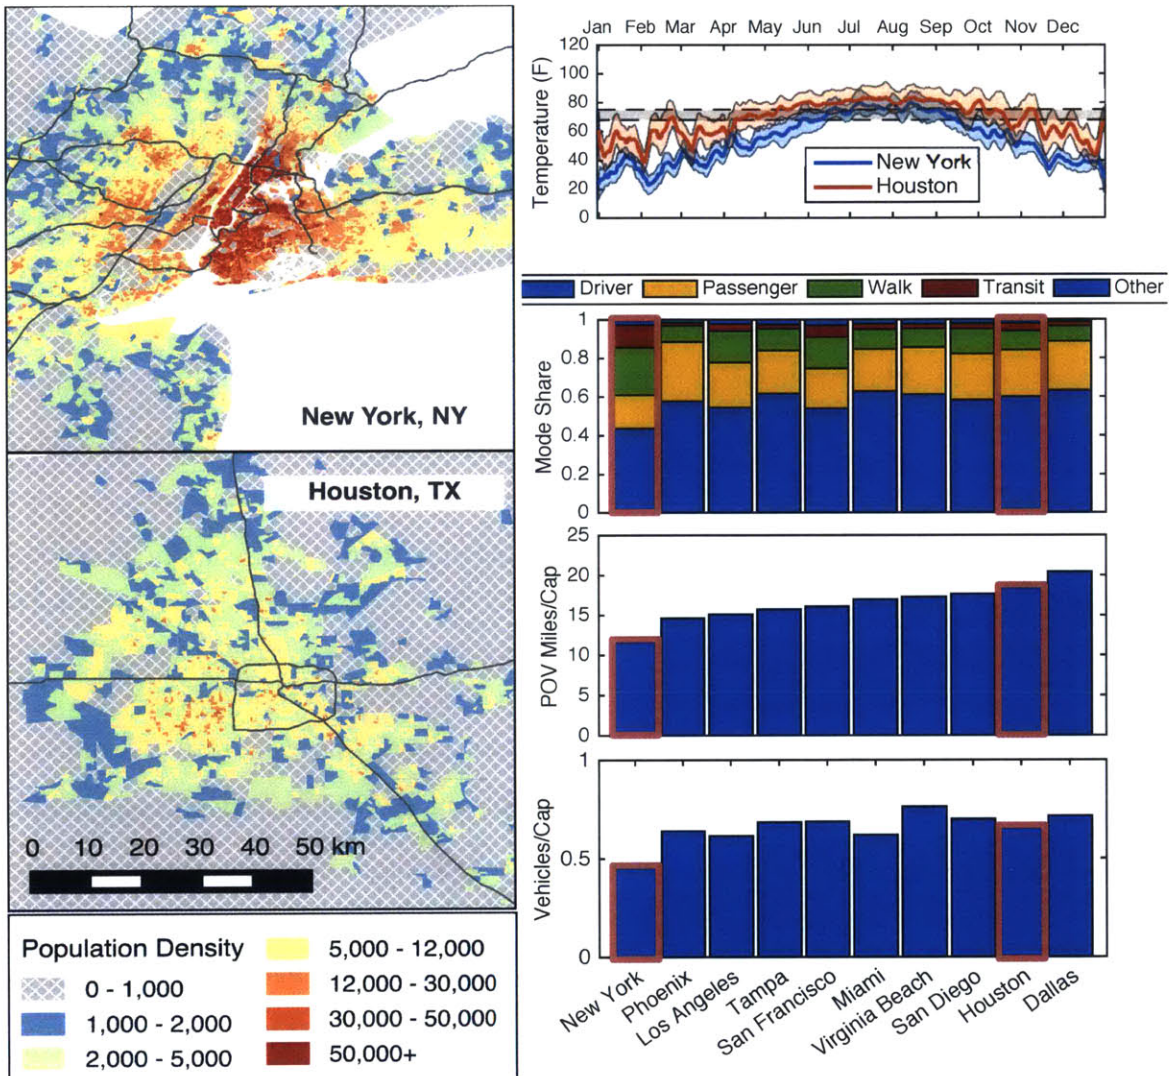 New York, NY
Houston, TX
0 10 20 30 40 50 km
Population Density
0 - 1,000
1,000 - 2,000
2,000 - 5,000
5,000 - 12,000
12,000 - 30,000
30,000 - 50,000
50,000+
Jan Feb Mar Apr May Jun Jul Aug Sep Oct Nov Dec
Temperature (F)
120
100
80
60
40
20
0
New York
Houston
Driver Passenger Walk Transit Other
Mode Share
1
0.8
0.6
0.4
0.2
0
POV Miles/Cap
25
20
15
10
5
0
Vehicles/Cap
1
0.5
0
New York
Phoenix
Los Angeles
Tampa
San Francisco
Miami
Virginia Beach
San Diego
Houston
Dallas